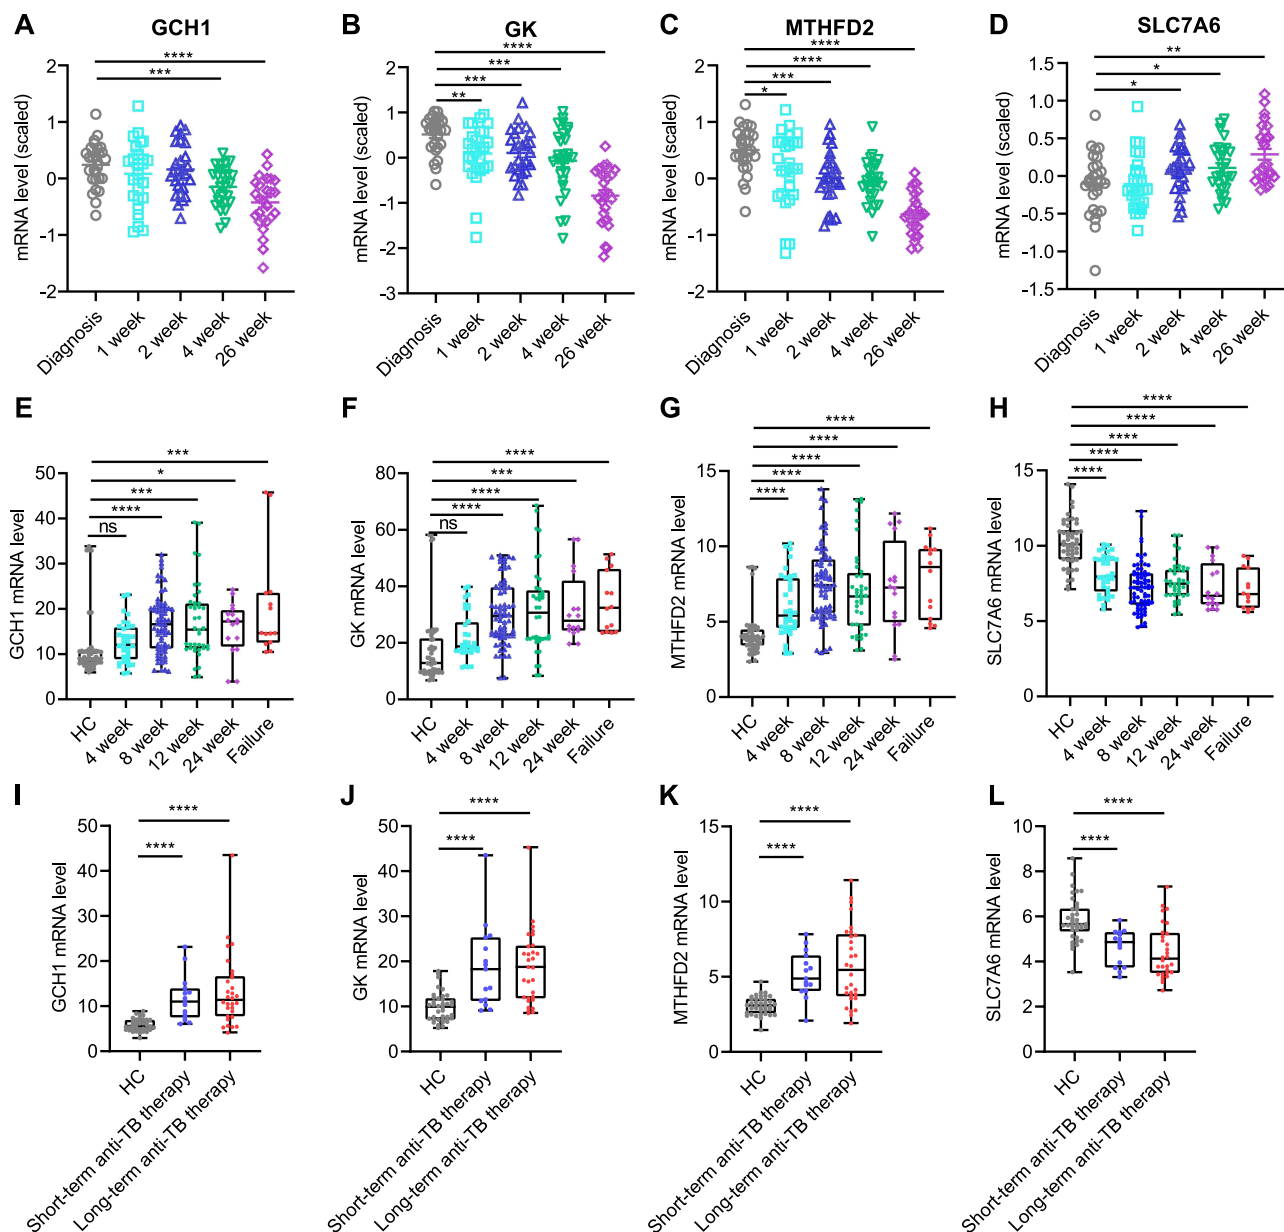 A GCH1
mRNA level (scaled)
2
1
0
-1
-2
****
***
Diagnosis
1 week
2 week
4 week
26 week
B GK
mRNA level (scaled)
2
1
0
-1
-2
-3
****
***
***
**
Diagnosis
1 week
2 week
4 week
26 week
C MTHFD2
mRNA level (scaled)
2
1
0
-1
-2
****
****
***
*
Diagnosis
1 week
2 week
4 week
26 week
D SLC7A6
mRNA level (scaled)
1.5
1.0
0.5
0.0
-0.5
-1.0
-1.5
**
*
*
Diagnosis
1 week
2 week
4 week
26 week
E
GCH1 mRNA level
50
40
30
20
10
0
***
*
***
****
ns
HC
4 week
8 week
12 week
24 week
Failure
F
GK mRNA level
80
60
40
20
0
****
***
****
****
ns
HC
4 week
8 week
12 week
24 week
Failure
G
MTHFD2 mRNA level
15
10
5
0
****
****
****
****
****
HC
4 week
8 week
12 week
24 week
Failure
H
SLC7A6 mRNA level
15
10
5
0
****
****
****
****
****
HC
4 week
8 week
12 week
24 week
Failure
I
GCH1 mRNA level
50
40
30
20
10
0
****
****
HC
Short-term anti-TB therapy
Long-term anti-TB therapy
J
GK mRNA level
50
40
30
20
10
0
****
****
HC
Short-term anti-TB therapy
Long-term anti-TB therapy
K
MTHFD2 mRNA level
15
10
5
0
****
****
HC
Short-term anti-TB therapy
Long-term anti-TB therapy
L
SLC7A6 mRNA level
10
8
6
4
2
0
****
****
HC
Short-term anti-TB therapy
Long-term anti-TB therapy